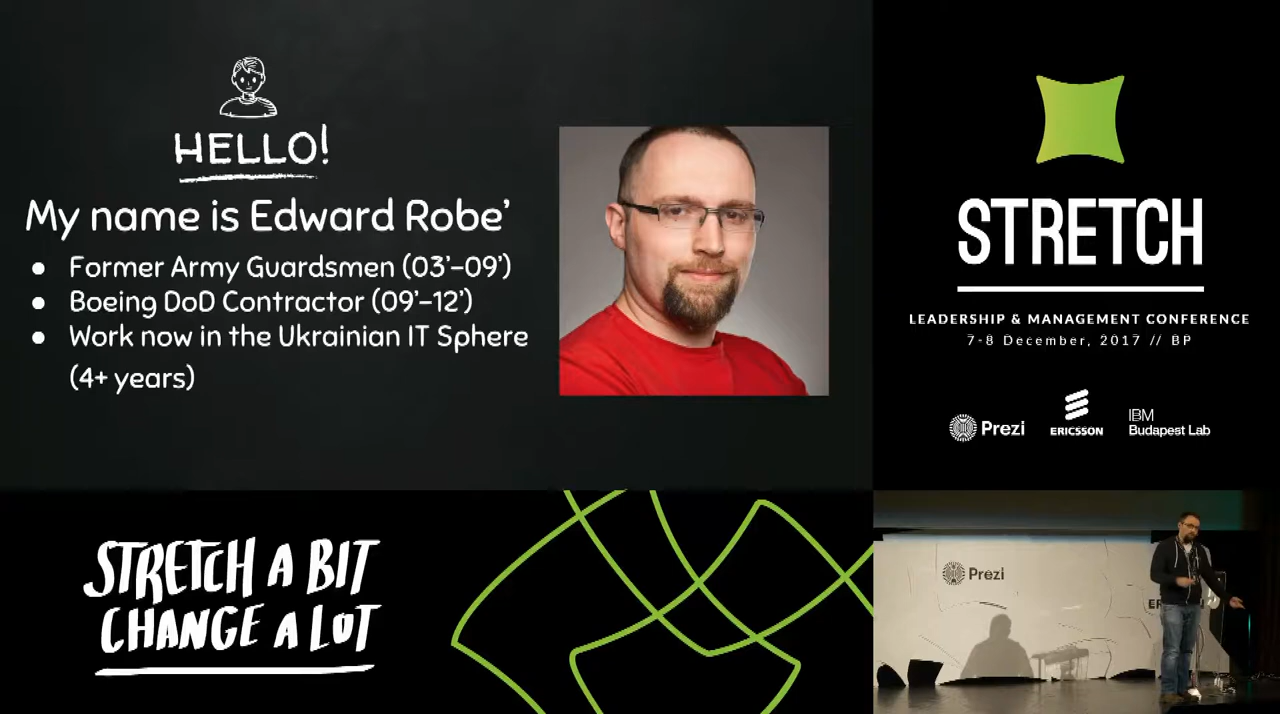 HELLO!
My name is Edward Robe’
● Former Army Guardsmen (03’-09’)
● Boeing DoD Contractor (09’-12’)
● Work now in the Ukrainian IT Sphere
(4+ years)
STRETCH
LEADERSHIP & MANAGEMENT CONFERENCE
7-8 December, 2017 // BP
Prezi
ERICSSON
IBM
Budapest Lab
STRETCH A BIT
CHANGE A LOT
Prezi